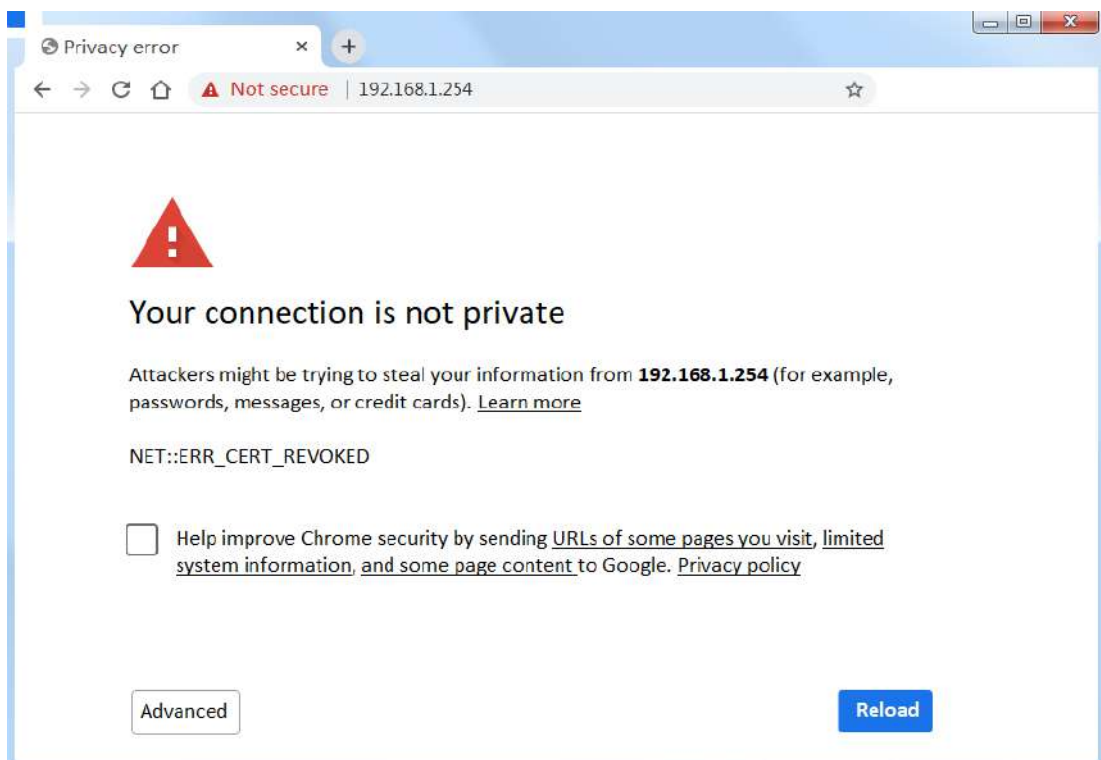 Privacy error
Not secure | 192.168.1.254
Your connection is not private
Attackers might be trying to steal your information from 192.168.1.254 (for example,
passwords, messages, or credit cards). Learn more
NET::ERR_CERT_REVOKED
Help improve Chrome security by sending URLs of some pages you visit, limited
system information, and some page content to Google. Privacy policy
Advanced
Reload